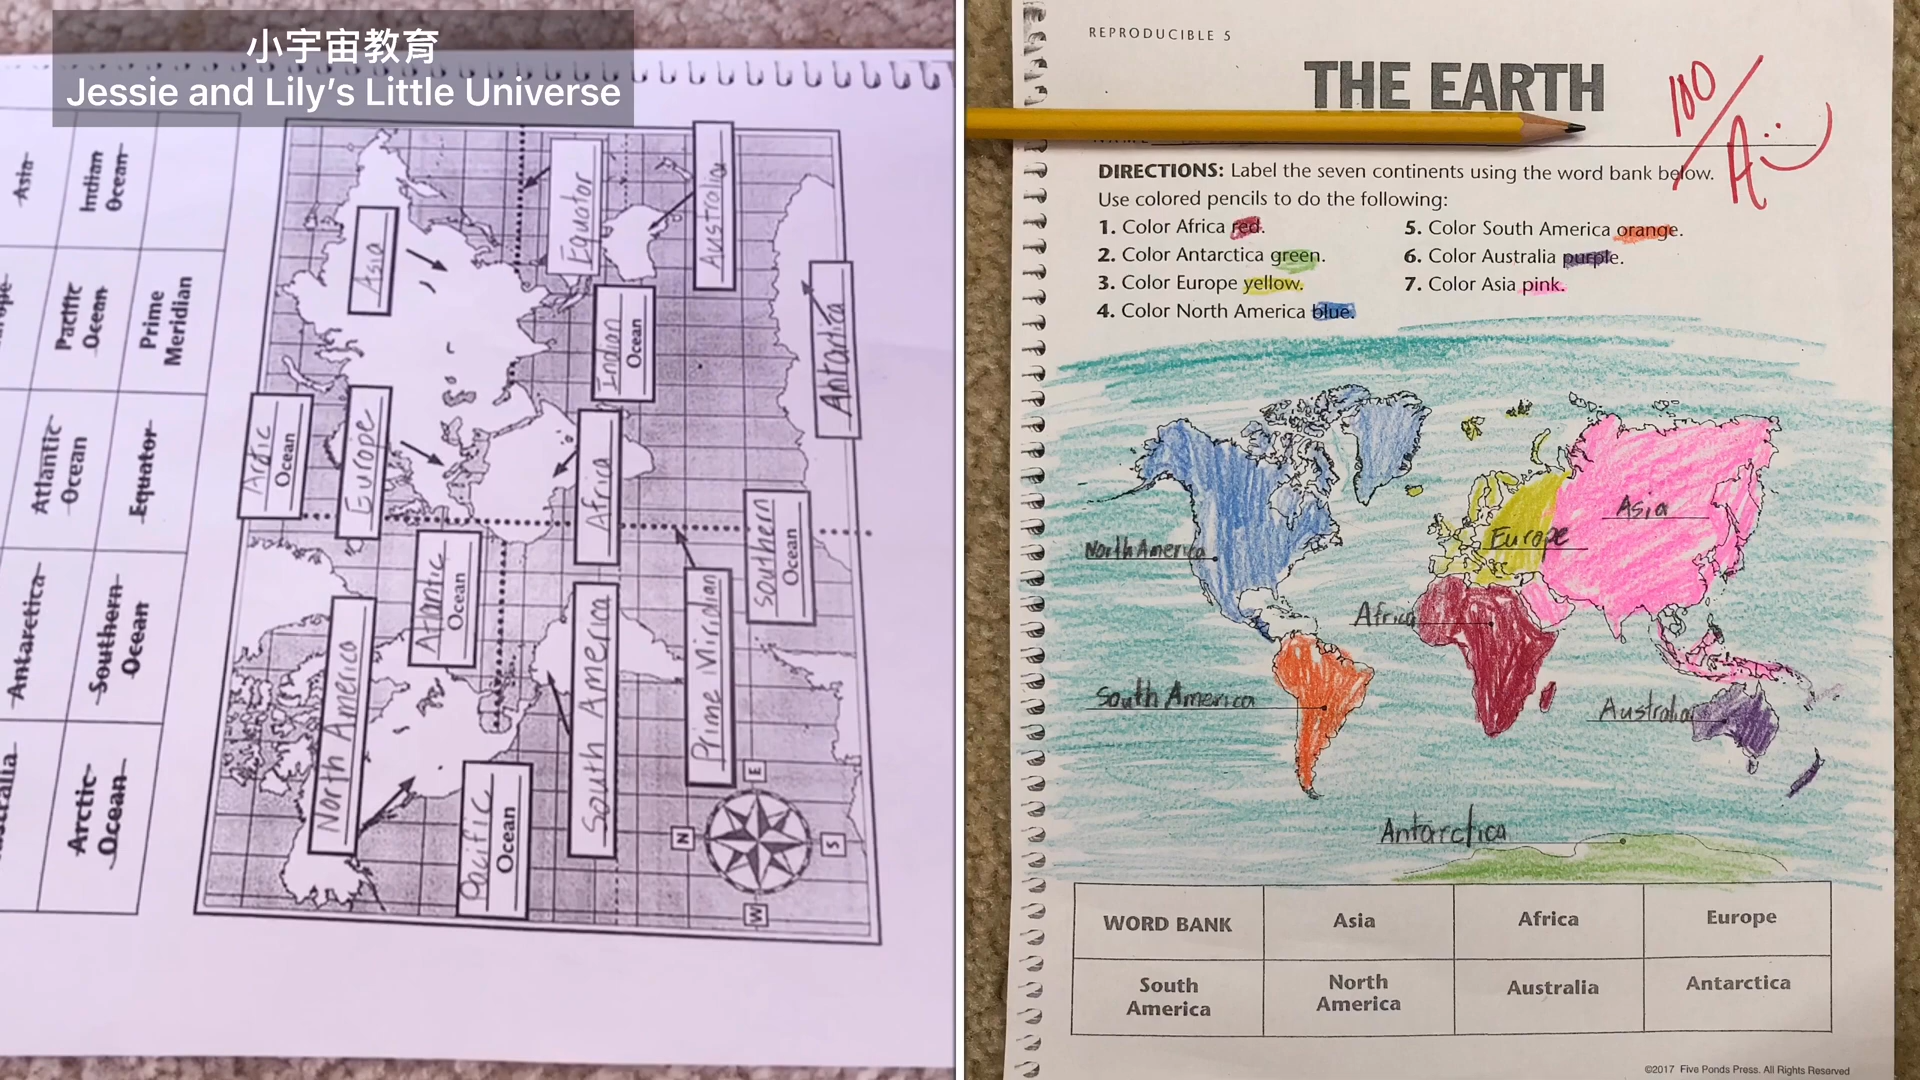 小宇宙教育
Jessie and Lily's Little Universe
Asia
Indian
Ocean
Pacific
Ocean
Prime
Meridian
Atlantic
Ocean
Equator
Antarctica
Southern
Ocean
Arctic
Ocean
Asia
Equator
Australia
Indian
Ocean
Antartica
Arctic
Ocean
Europe
Africa
Southern
Ocean
Atlantic
Ocean
North America
South America
Prime Miridian
Pacific
Ocean
N
E
S
W
REPRODUCIBLE 5
THE EARTH
100/A
DIRECTIONS: Label the seven continents using the word bank below.
Use colored pencils to do the following:
1. Color Africa red.
2. Color Antarctica green.
3. Color Europe yellow.
4. Color North America blue.
5. Color South America orange.
6. Color Australia purple.
7. Color Asia pink.
Asia
Europe
North America
Africa
South America
Australia
Antarctica
WORD BANK
Asia
Africa
Europe
South
America
North
America
Australia
Antarctica
©2017 Five Ponds Press. All Rights Reserved